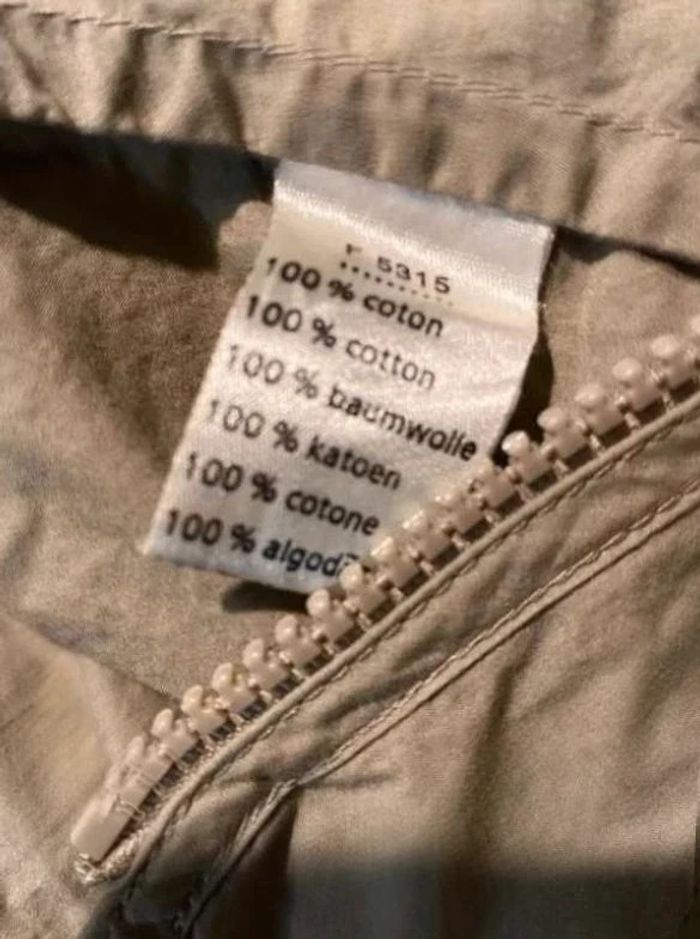 F 5315
100 % coton
100 % cotton
100 % baumwolle
100 % katoen
100 % cotone
100 %